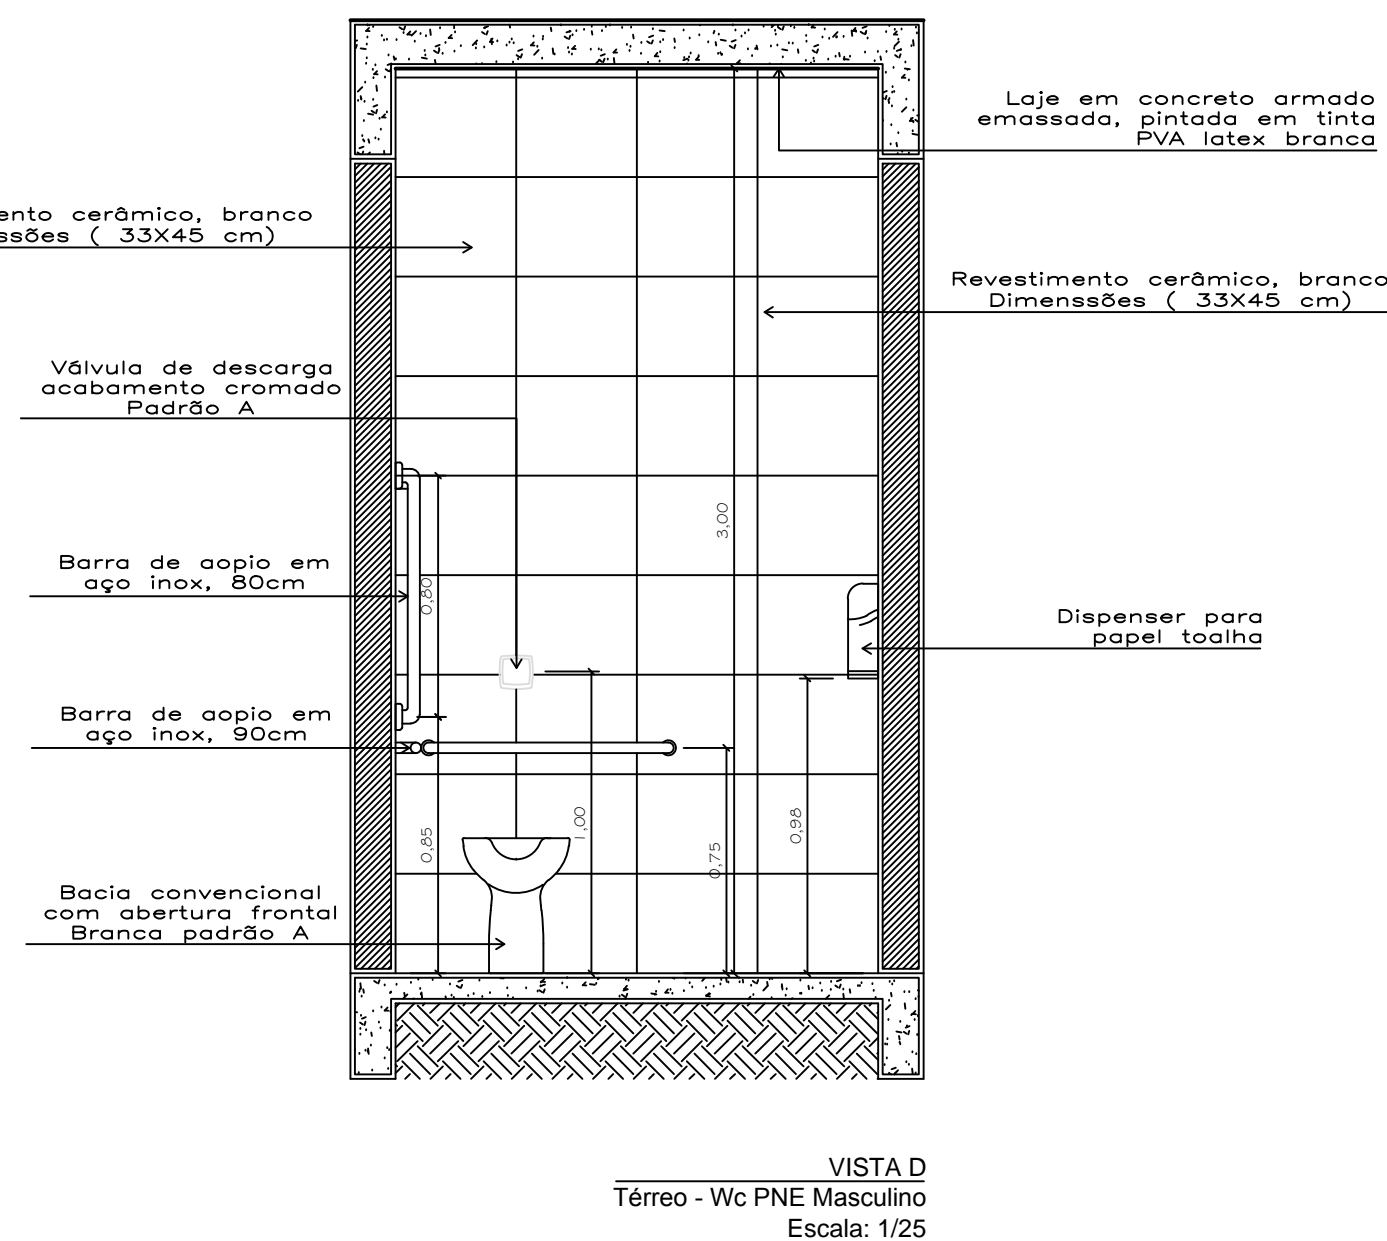 Laje em concreto armado
emassada, pintada em tinta
PVA latex branca
ento cerâmico, branco
ssões ( 33X45 cm)
Revestimento cerâmico, branco
Dimenssões ( 33X45 cm)
Válvula de descarga
acabamento cromado
Padrão A
3,00
Barra de aopio em
aço inox, 80cm
0,80
Dispenser para
papel toalha
Barra de aopio em
aço inox, 90cm
0,85
1,00
0,75
0,98
Bacia convencional
com abertura frontal
Branca padrão A
VISTA D
Térreo - Wc PNE Masculino
Escala: 1/25